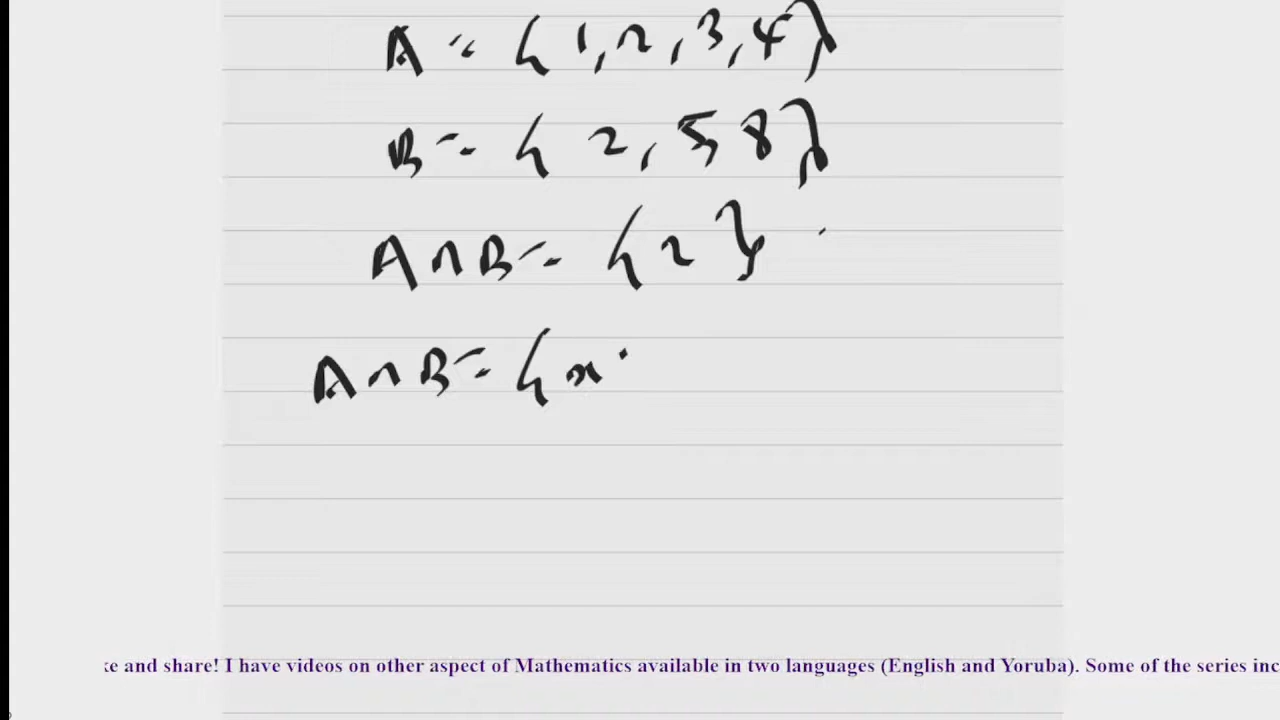 A = {1, 2, 3, 4}
B = {2, 5, 8}
A ∩ B = {2}
A ∩ B = {x :
ke and share! I have videos on other aspect of Mathematics available in two languages (English and Yoruba). Some of the series inc